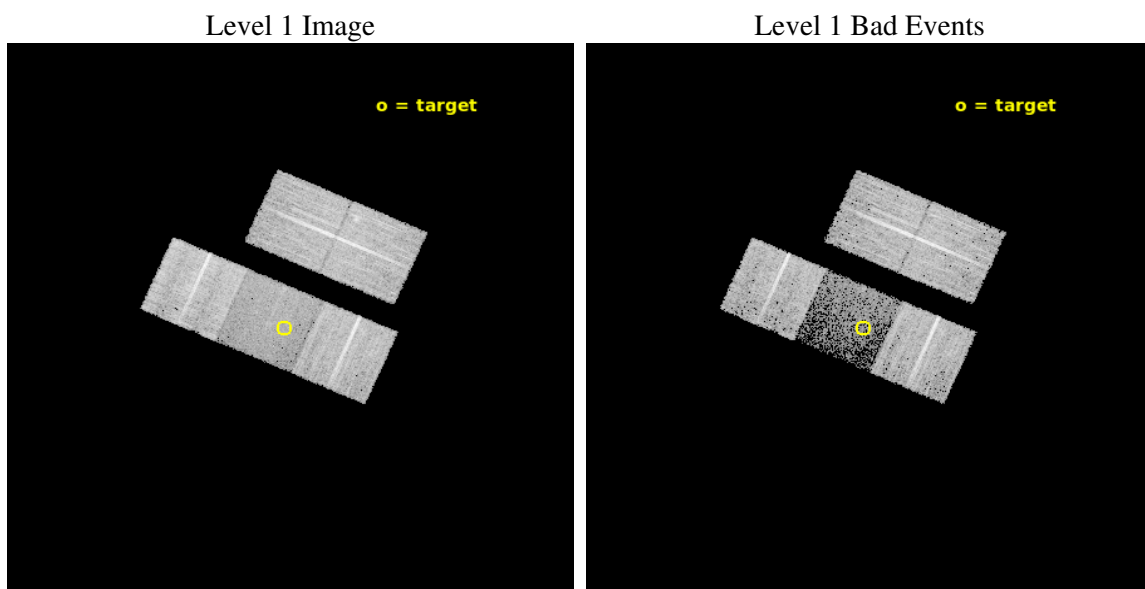 Level 1 Image
Level 1 Bad Events
o = target
o = target